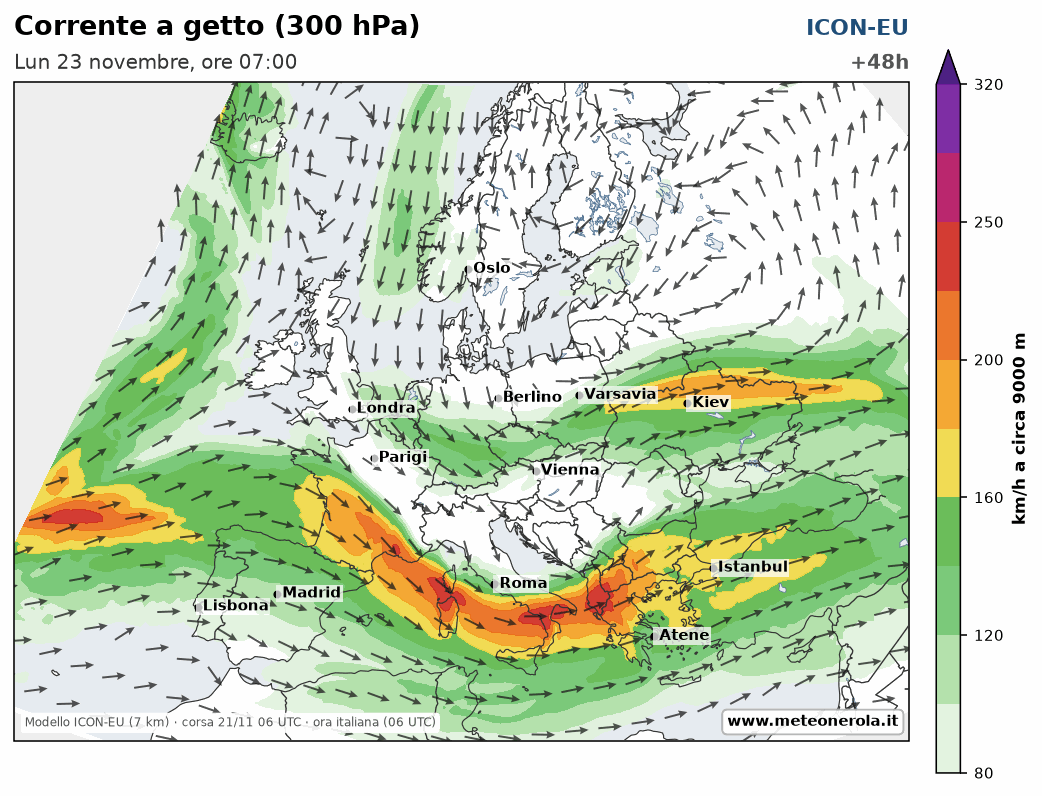 Corrente a getto (300 hPa)
ICON-EU
Lun 23 novembre, ore 07:00
+48h
320
250
200
160
120
80
km/h a circa 9000 m
Oslo
Londra
Berlino
Varsavia
Kiev
Parigi
Vienna
Roma
Istanbul
Madrid
Lisbona
Atene
Modello ICON-EU (7 km) · corsa 21/11 06 UTC · ora italiana (06 UTC)
www.meteonerola.it